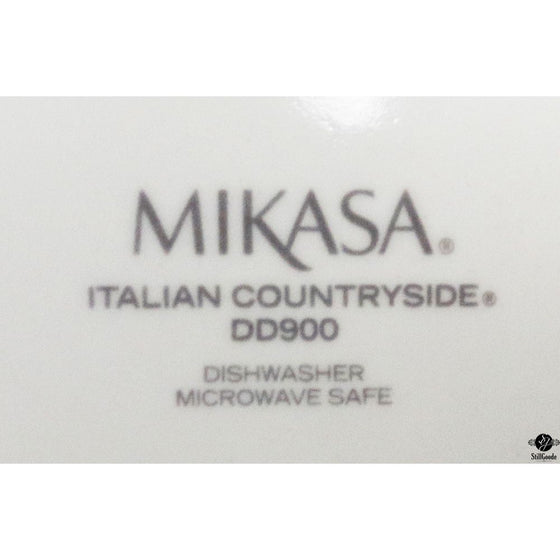 MIKASA®
ITALIAN COUNTRYSIDE®
DD900
DISHWASHER
MICROWAVE SAFE
StillGoode